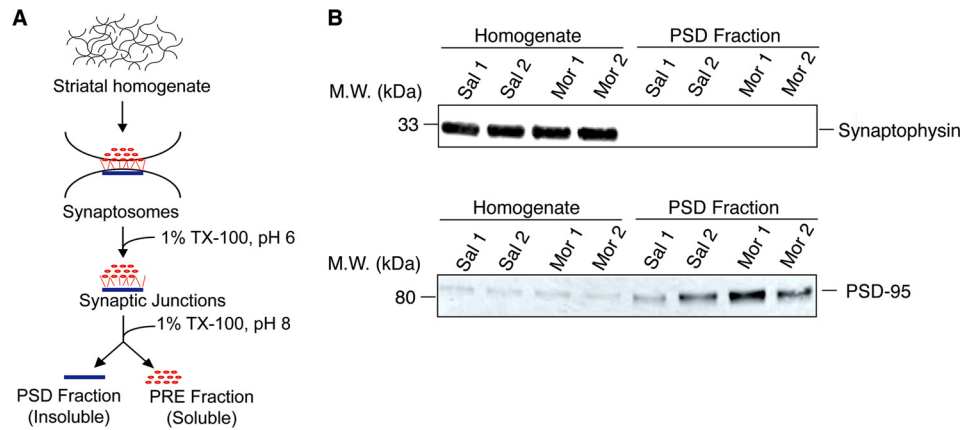 A
Striatal homogenate
Synaptosomes
1% TX-100, pH 6
Synaptic Junctions
1% TX-100, pH 8
PSD Fraction
(Insoluble)
PRE Fraction
(Soluble)
B
Homogenate PSD Fraction
M.W. (kDa) Sal 1 Sal 2 Mor 1 Mor 2 Sal 1 Sal 2 Mor 1 Mor 2
33 Synaptophysin
Homogenate PSD Fraction
M.W. (kDa) Sal 1 Sal 2 Mor 1 Mor 2 Sal 1 Sal 2 Mor 1 Mor 2
80 PSD-95